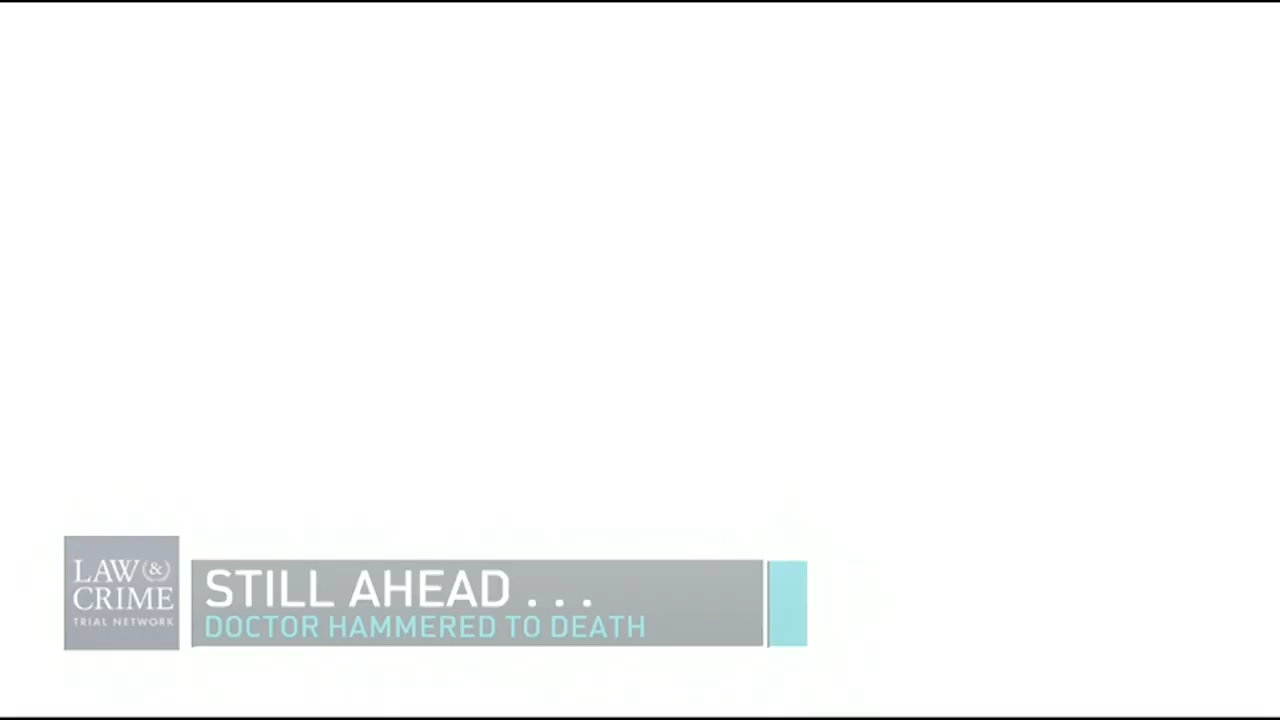 LAW &
CRIME
TRIAL NETWORK
STILL AHEAD . . .
DOCTOR HAMMERED TO DEATH